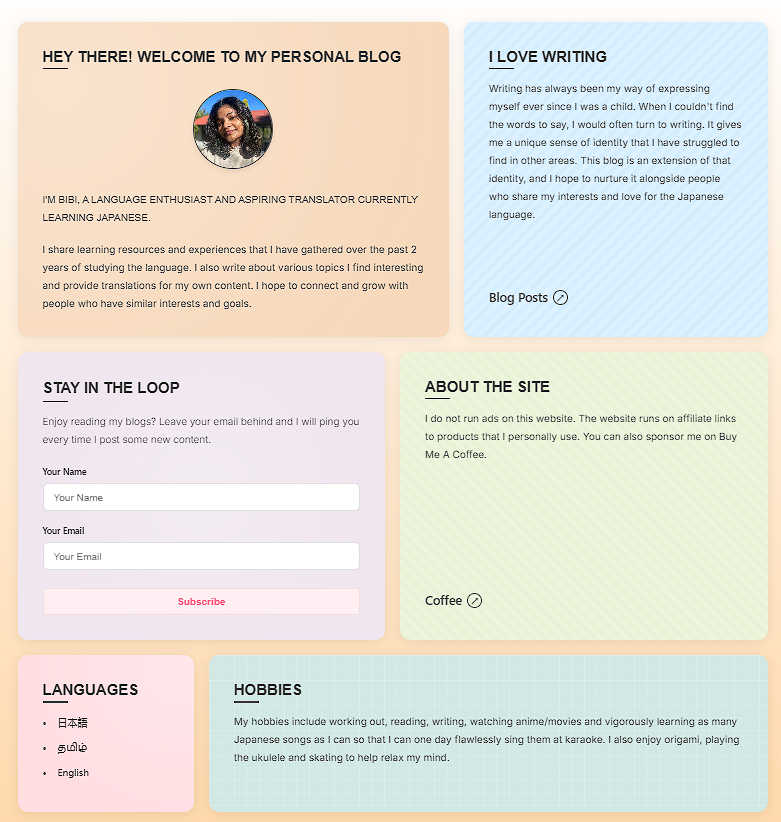 HEY THERE! WELCOME TO MY PERSONAL BLOG
I'M BIBI, A LANGUAGE ENTHUSIAST AND ASPIRING TRANSLATOR CURRENTLY
LEARNING JAPANESE.
I share learning resources and experiences that I have gathered over the past 2
years of studying the language. I also write about various topics I find interesting
and provide translations for my own content. I hope to connect and grow with
people who have similar interests and goals.
I LOVE WRITING
Writing has always been my way of expressing
myself ever since I was a child. When I couldn't find
the words to say, I would often turn to writing. It gives
me a unique sense of identity that I have struggled to
find in other areas. This blog is an extension of that
identity, and I hope to nurture it alongside people
who share my interests and love for the Japanese
language.
Blog Posts
STAY IN THE LOOP
Enjoy reading my blogs? Leave your email behind and I will ping you
every time I post some new content.
Your Name
Your Name
Your Email
Your Email
Subscribe
ABOUT THE SITE
I do not run ads on this website. The website runs on affiliate links
to products that I personally use. You can also sponsor me on Buy
Me A Coffee.
Coffee
LANGUAGES
• 日本語
• தமிழ்
• English
HOBBIES
My hobbies include working out, reading, writing, watching anime/movies and vigorously learning as many
Japanese songs as I can so that I can one day flawlessly sing them at karaoke. I also enjoy origami, playing
the ukulele and skating to help relax my mind.